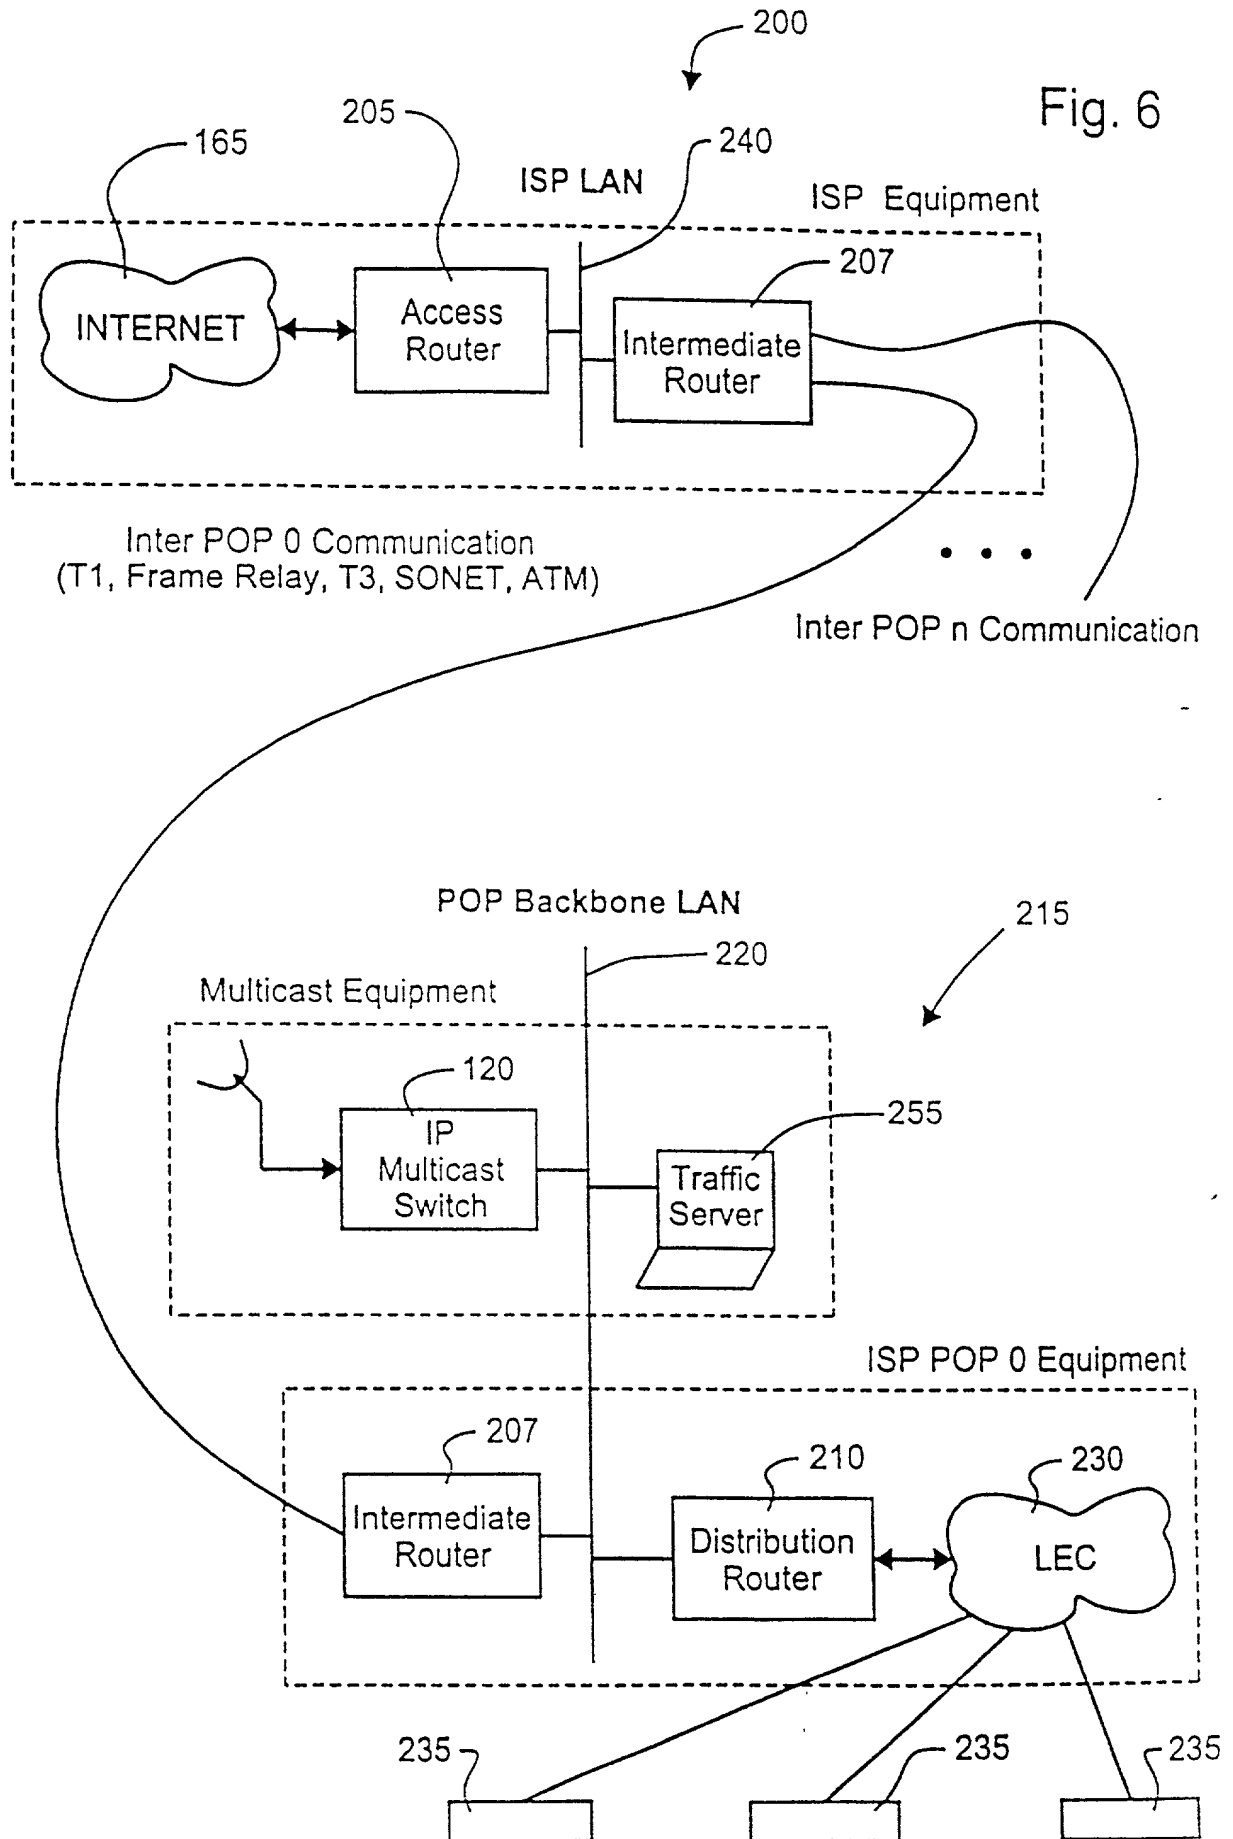 200
Fig. 6
205
165
240
ISP LAN
ISP Equipment
207
INTERNET
Access
Router
Intermediate
Router
Inter POP 0 Communication
(T1, Frame Relay, T3, SONET, ATM)
Inter POP n Communication
POP Backbone LAN
215
220
Multicast Equipment
120
255
IP
Multicast
Switch
Traffic
Server
ISP POP 0 Equipment
207
210
230
Intermediate
Router
Distribution
Router
LEC
235
235
235